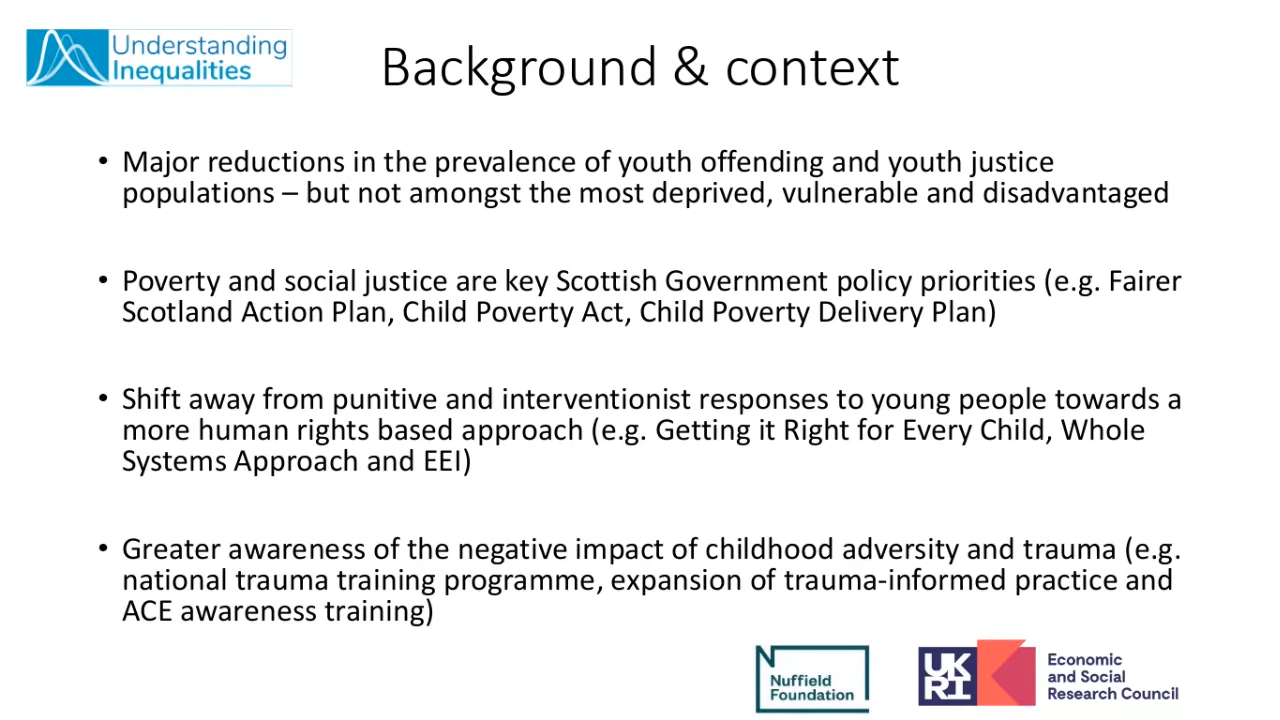 Understanding
Inequalities
Background & context
• Major reductions in the prevalence of youth offending and youth justice
populations – but not amongst the most deprived, vulnerable and disadvantaged
• Poverty and social justice are key Scottish Government policy priorities (e.g. Fairer
Scotland Action Plan, Child Poverty Act, Child Poverty Delivery Plan)
• Shift away from punitive and interventionist responses to young people towards a
more human rights based approach (e.g. Getting it Right for Every Child, Whole
Systems Approach and EEI)
• Greater awareness of the negative impact of childhood adversity and trauma (e.g.
national trauma training programme, expansion of trauma-informed practice and
ACE awareness training)
Nuffield
Foundation
UK
RI
Economic
and Social
Research Council